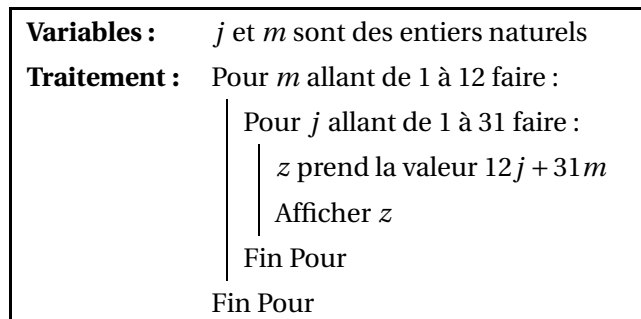 Variables : j et m sont des entiers naturels
Traitement : Pour m allant de 1 à 12 faire :
Pour j allant de 1 à 31 faire :
z prend la valeur 12j + 31m
Afficher z
Fin Pour
Fin Pour